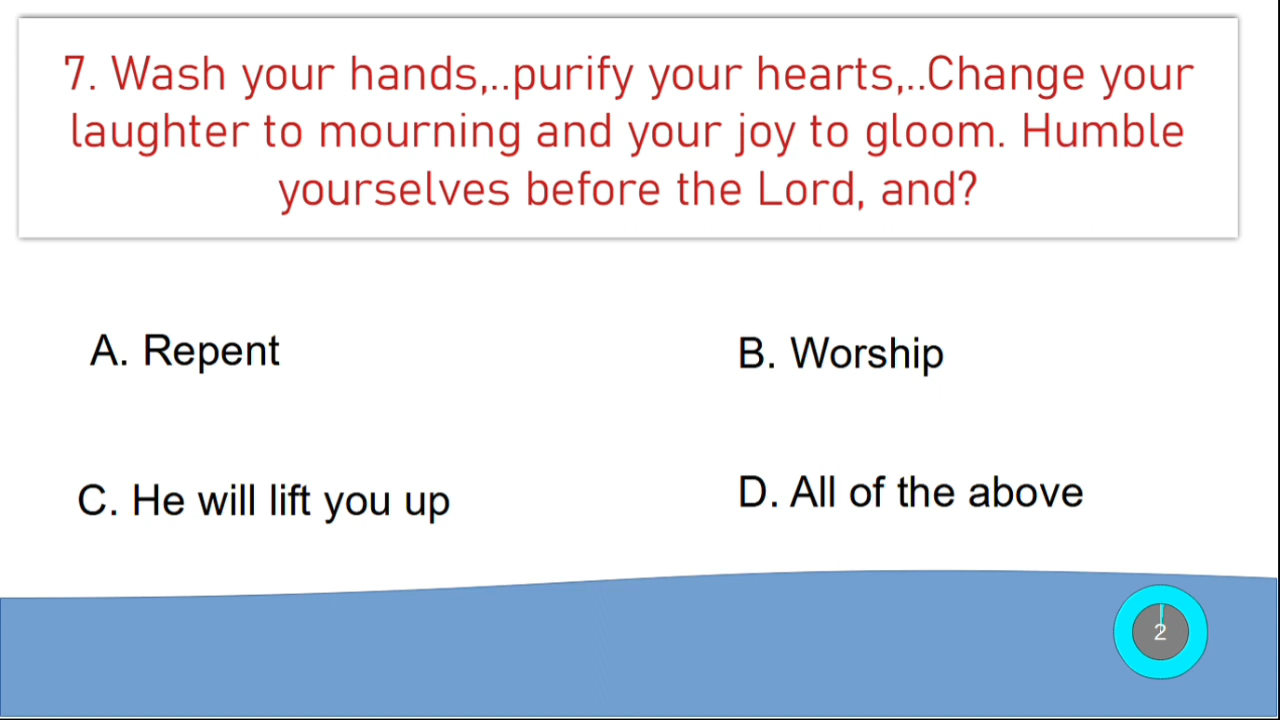 7. Wash your hands,..purify your hearts,..Change your
laughter to mourning and your joy to gloom. Humble
yourselves before the Lord, and?
A. Repent
B. Worship
C. He will lift you up
D. All of the above
2